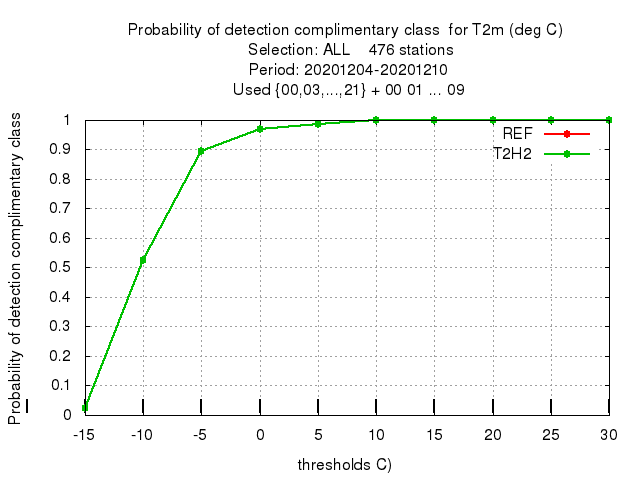 Probability of detection complimentary class for T2m (deg C)
Selection: ALL 476 stations
Period: 20201204-20201210
Used {00,03,...,21} + 00 01 ... 09
Probability of detection complimentary class
1
0.9
0.8
0.7
0.6
0.5
0.4
0.3
0.2
0.1
0
REF
T2H2
-15 -10 -5 0 5 10 15 20 25 30
thresholds C)